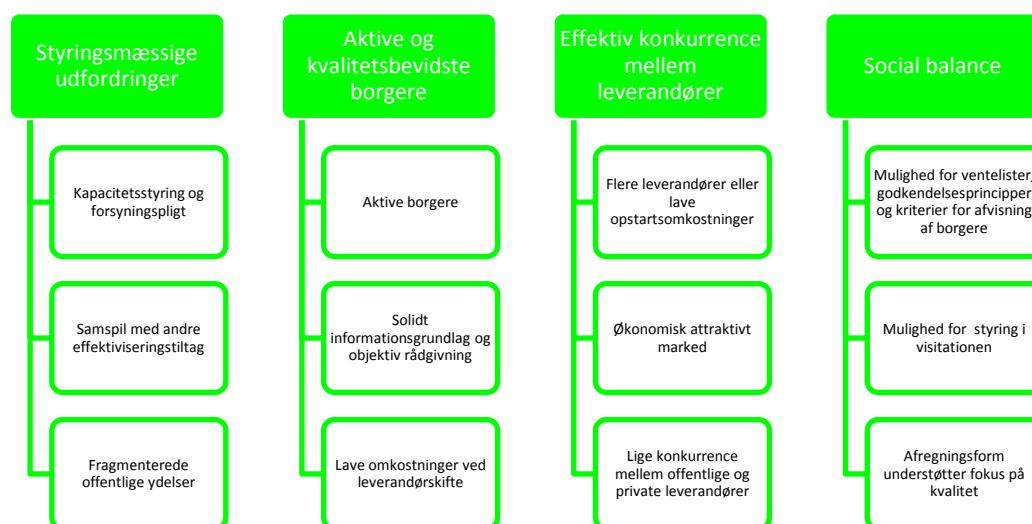 Styringsmæssige
udfordringer
Kapacitetsstyring og
forsyningspligt
Samspil med andre
effektiviseringstiltag
Fragmenterede
offentlige ydelser
Aktive og
kvalitetsbevidste
borgere
Aktive borgere
Solidt
informationsgrundlag og
objektiv rådgivning
Lave omkostninger ved
leverandørskifte
Effektiv konkurrence
mellem
leverandører
Flere leverandører eller
lave
opstartsomkostninger
Økonomisk attraktivt
marked
Lige konkurrence
mellem offentlige og
private leverandører
Social balance
Mulighed for ventelister,
godkendelsesprincipper
og kriterier for afvisning
af borgere
Mulighed for styring i
visitationen
Afregningsform
understøtter fokus på
kvalitet